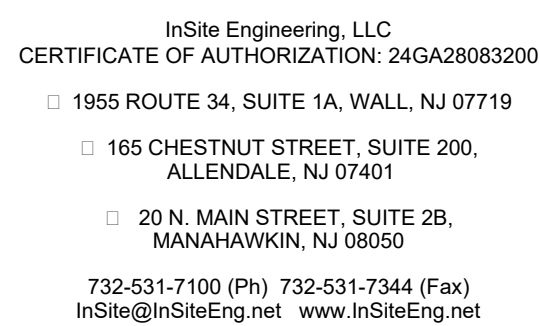 InSite Engineering, LLC
CERTIFICATE OF AUTHORIZATION: 24GA28083200
□ 1955 ROUTE 34, SUITE 1A, WALL, NJ 07719
□ 165 CHESTNUT STREET, SUITE 200,
ALLENDALE, NJ 07401
□ 20 N. MAIN STREET, SUITE 2B,
MANAHAWKIN, NJ 08050
732-531-7100 (Ph) 732-531-7344 (Fax)
InSite@InSiteEng.net www.InSiteEng.net